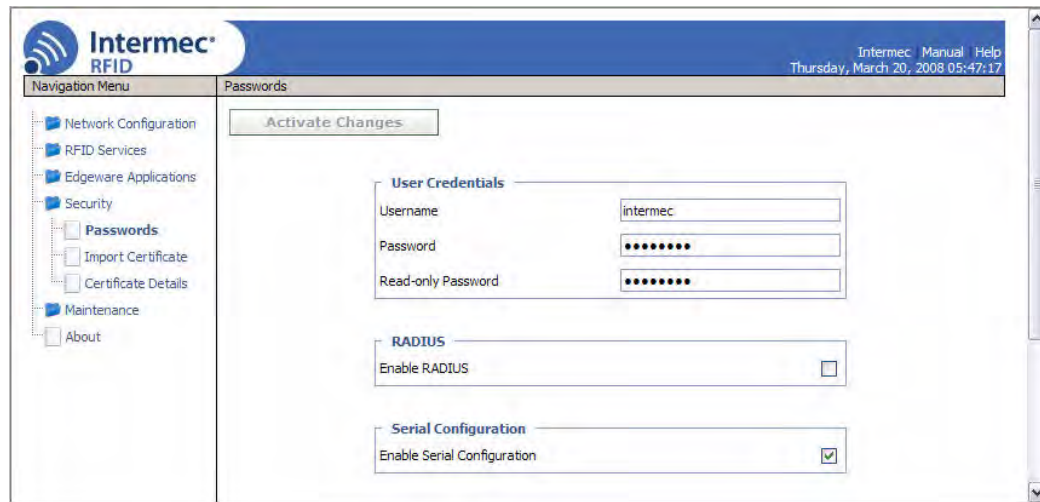 Intermec®
RFID
Intermec | Manual | Help
Thursday, March 20, 2008 05:47:17
Navigation Menu
Passwords
Network Configuration
RFID Services
Edgeware Applications
Security
Passwords
Import Certificate
Certificate Details
Maintenance
About
Activate Changes
User Credentials
Username intermec
Password ••••••••
Read-only Password ••••••••
RADIUS
Enable RADIUS
Serial Configuration
Enable Serial Configuration